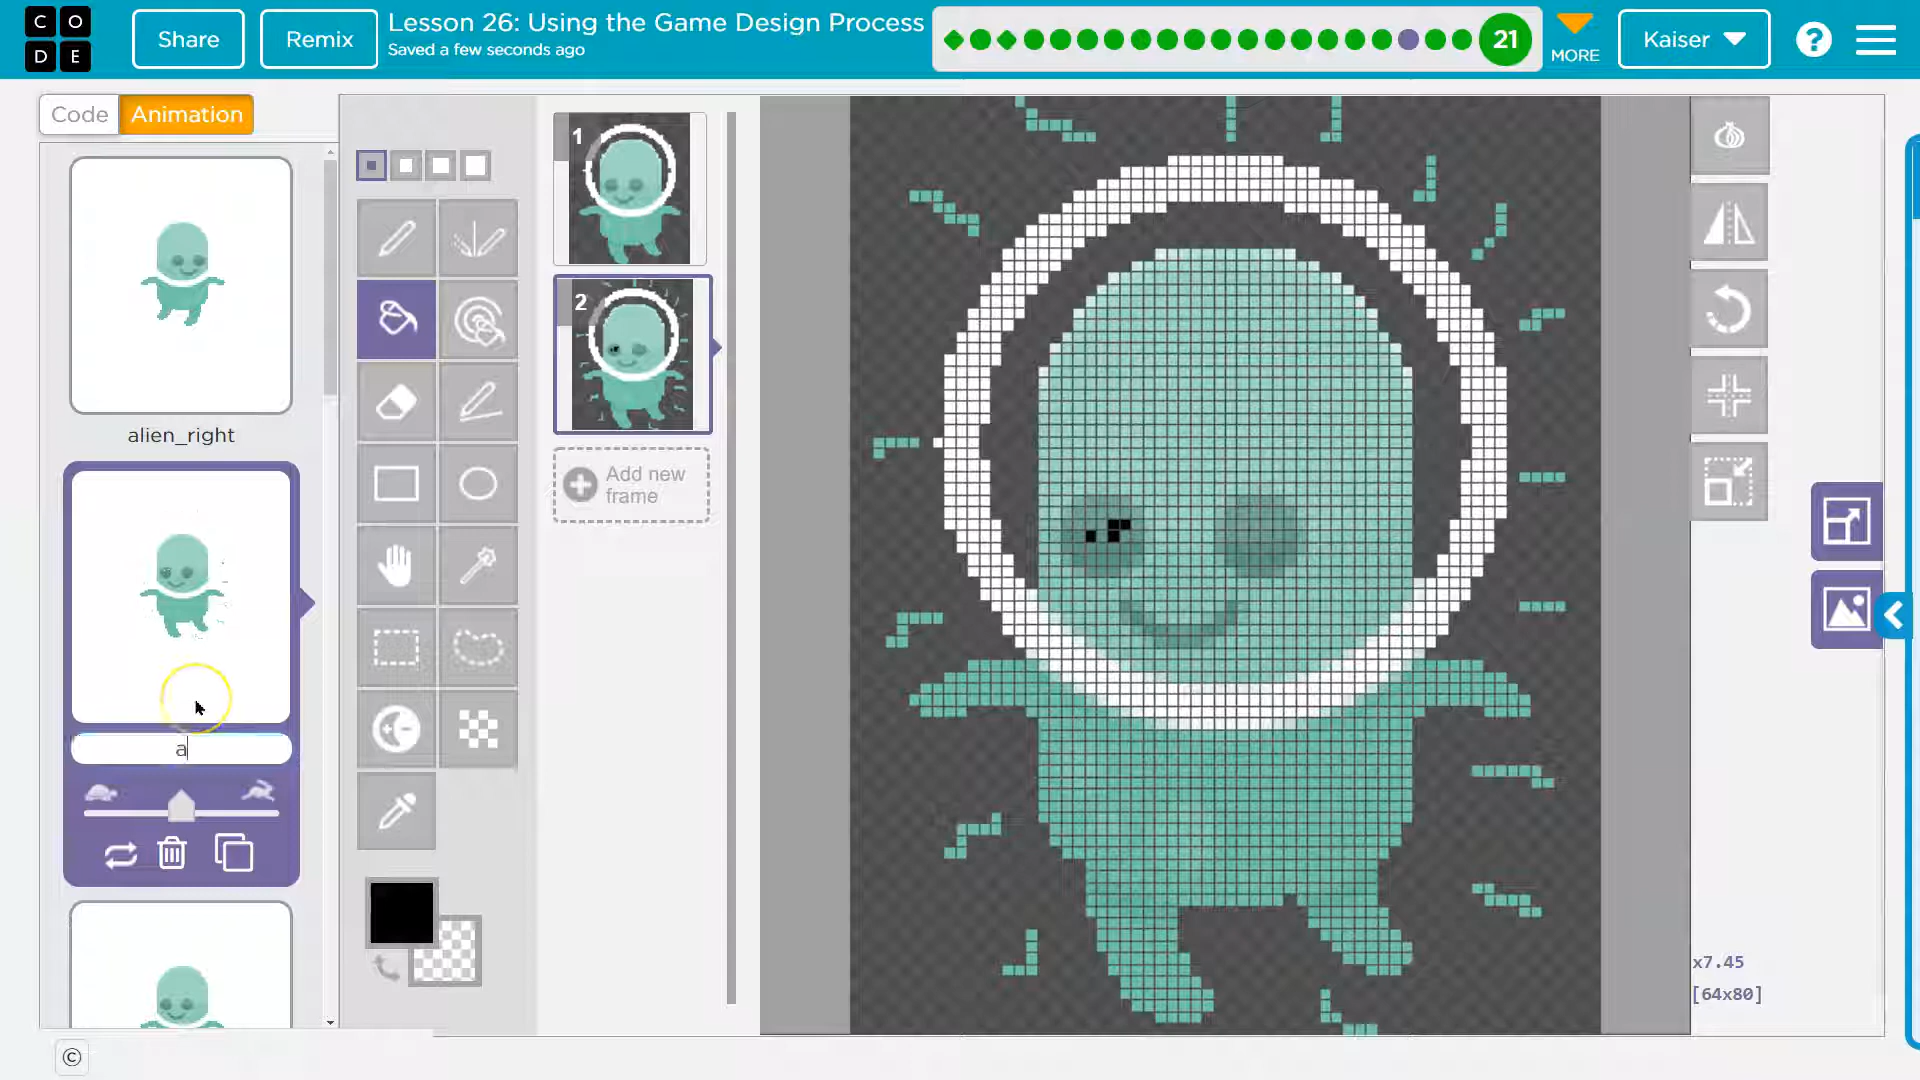 C O
D E
Share
Remix
Lesson 26: Using the Game Design Process
Saved a few seconds ago
21
MORE
Kaiser
?
Code
Animation
alien_right
a
1
2
Add new
frame
x7.45
[64x80]
©